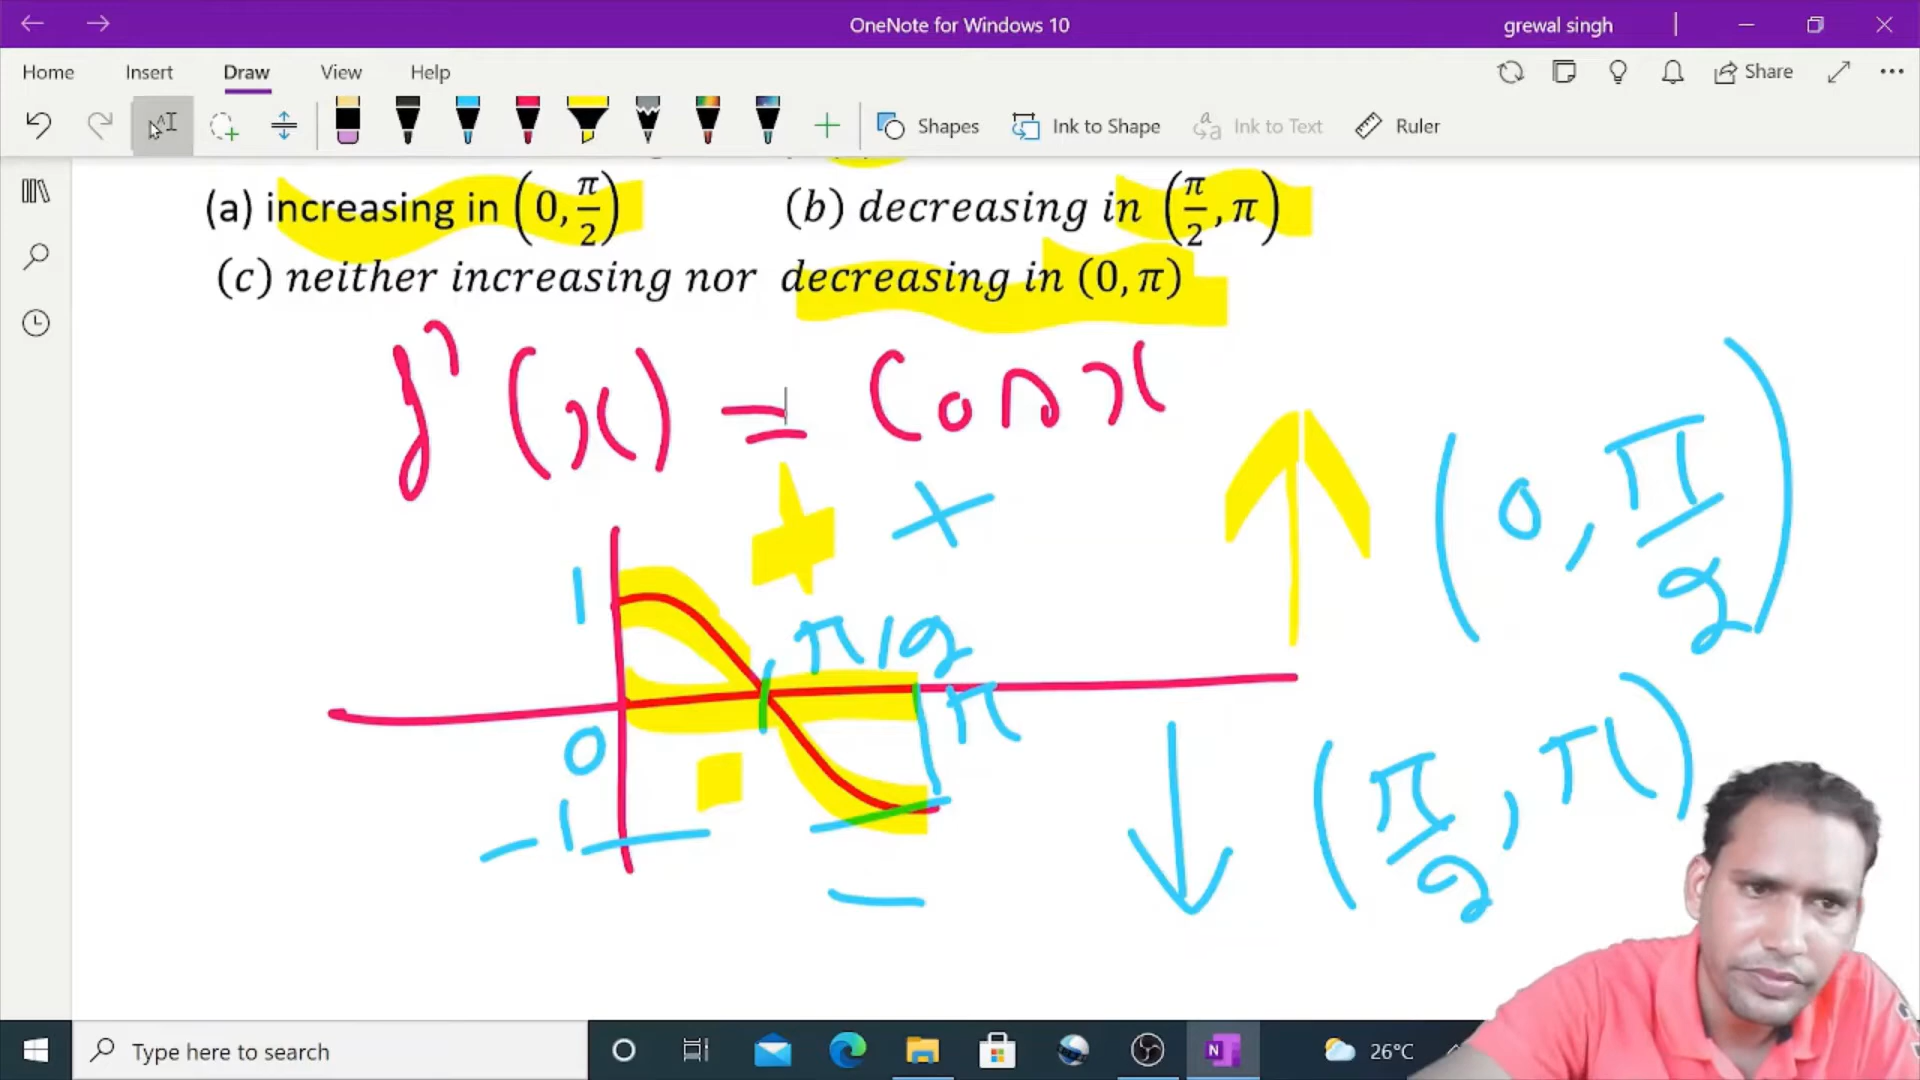 OneNote for Windows 10
grewal singh
Home Insert Draw View Help
Share
Shapes Ink to Shape Ink to Text Ruler
(a) increasing in (0, π/2) (b) decreasing in (π/2, π)
(c) neither increasing nor decreasing in (0, π)
f'(x) = Cos x
+
(0, π/2)
1
π/2
0
π
(π/2, π)
-1
-
Type here to search
N
26°C